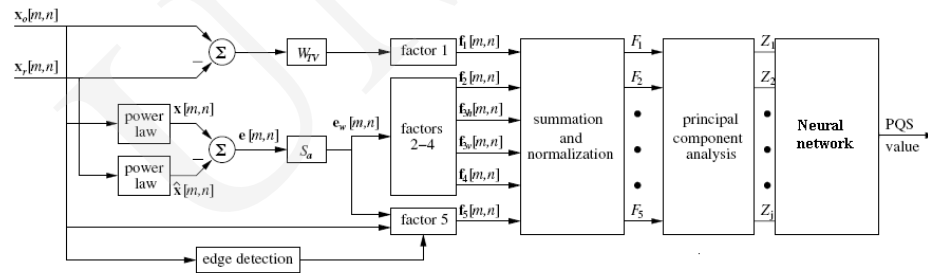 x_o[m,n]
x_r[m,n]
−
Σ
W_TV
factor 1
f_1[m,n]
F_1
Z_1
f_2[m,n]
F_2
Z_2
power
law
x[m,n]
−
Σ
e[m,n]
S_a
e_w[m,n]
factors
2−4
f_3h[m,n]
f_3v[m,n]
f_4[m,n]
summation
and
normalization
principal
component
analysis
Neural
network
PQS
value
power
law
x̂[m,n]
factor 5
f_5[m,n]
F_5
Z_j
edge detection